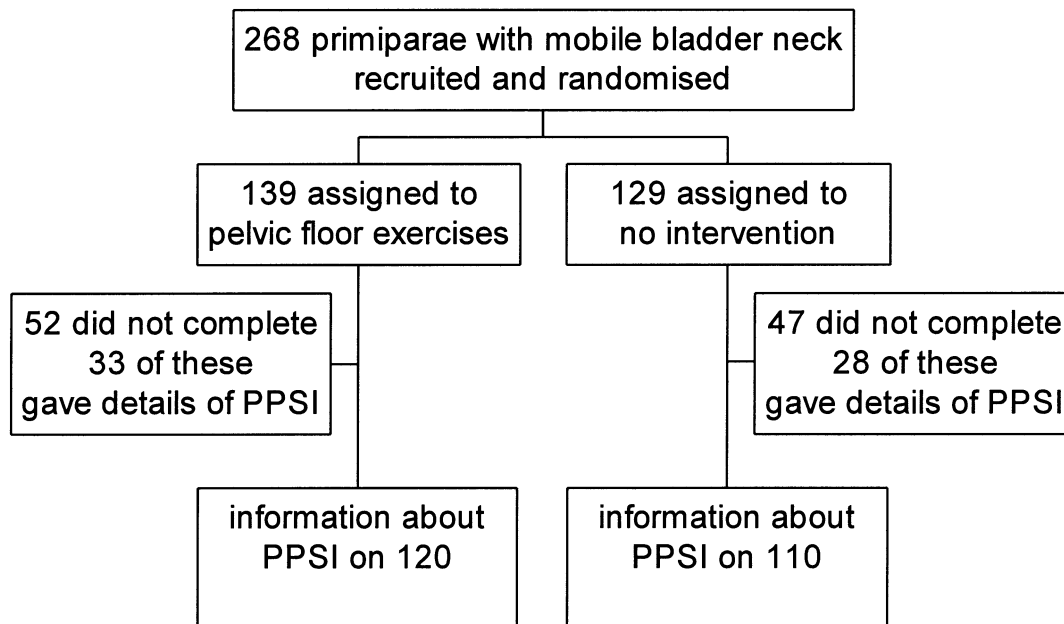 268 primiparae with mobile bladder neck
recruited and randomised
139 assigned to
pelvic floor exercises
129 assigned to
no intervention
52 did not complete
33 of these
gave details of PPSI
47 did not complete
28 of these
gave details of PPSI
information about
PPSI on 120
information about
PPSI on 110